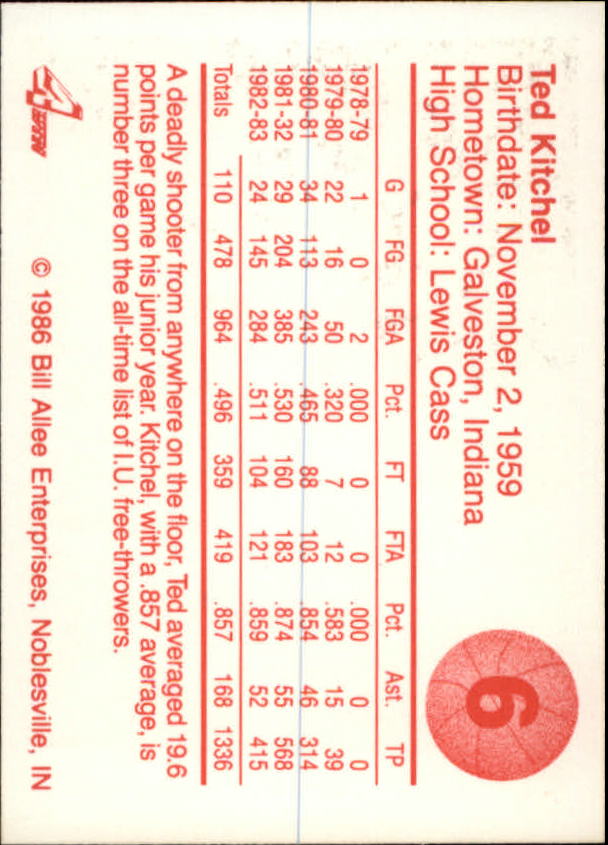 Ted Kitchel
Birthdate: November 2, 1959
Hometown: Galveston, Indiana
High School: Lewis Cass
6
G FG FGA Pct. FT FTA Pct. Ast. TP
1978-79 1 0 2 .000 0 0 .000 0 0
1979-80 22 16 50 .320 7 12 .583 15 39
1980-81 34 113 243 .465 88 103 .854 46 314
1981-32 29 204 385 .530 160 183 .874 55 568
1982-83 24 145 284 .511 104 121 .859 52 415
Totals 110 478 964 .496 359 419 .857 168 1336
A deadly shooter from anywhere on the floor, Ted averaged 19.6
points per game his junior year. Kitchel, with a .857 average, is
number three on the all-time list of I.U. free-throwers.
© 1986 Bill Allee Enterprises, Noblesville, IN